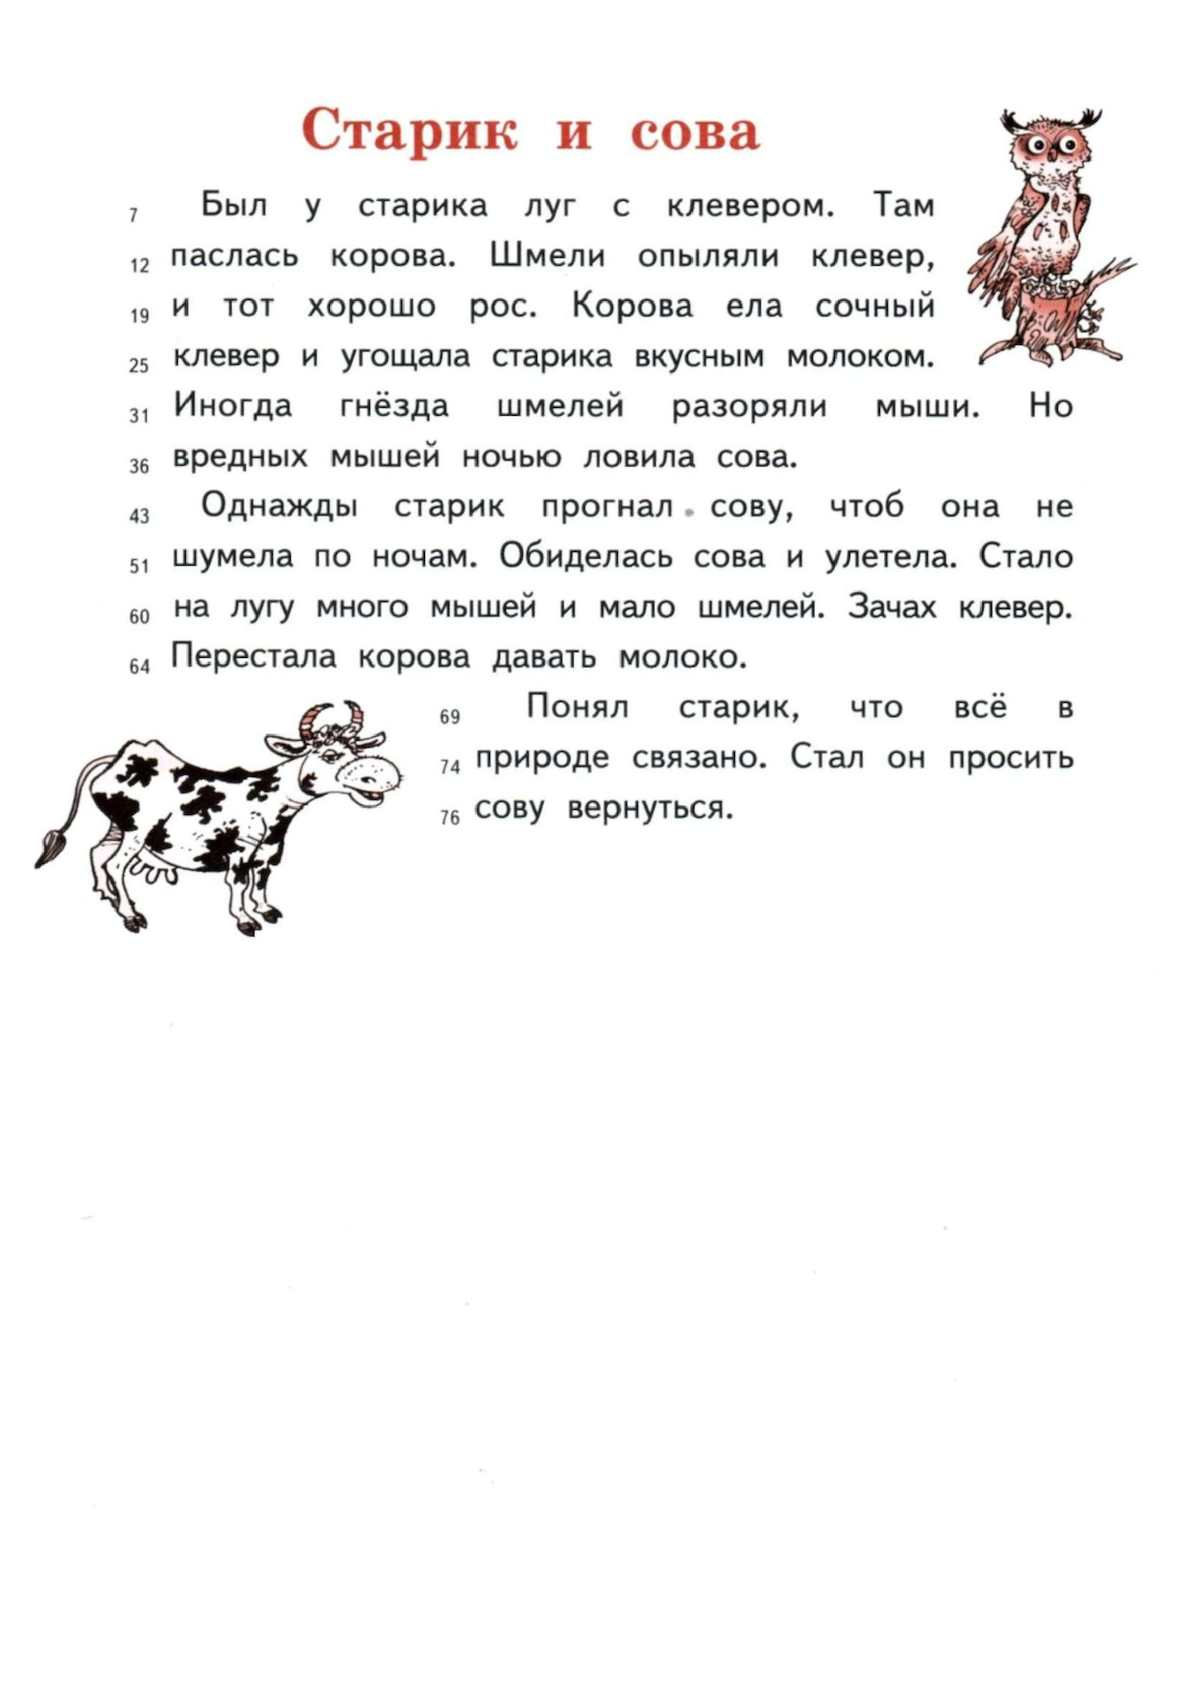 Старик и сова
7 Был у старика луг с клевером. Там
12 паслась корова. Шмели опыляли клевер,
19 и тот хорошо рос. Корова ела сочный
25 клевер и угощала старика вкусным молоком.
31 Иногда гнёзда шмелей разоряли мыши. Но
36 вредных мышей ночью ловила сова.
43 Однажды старик прогнал сову, чтоб она не
51 шумела по ночам. Обиделась сова и улетела. Стало
60 на лугу много мышей и мало шмелей. Зачах клевер.
64 Перестала корова давать молоко.
69 Понял старик, что всё в
74 природе связано. Стал он просить
76 сову вернуться.